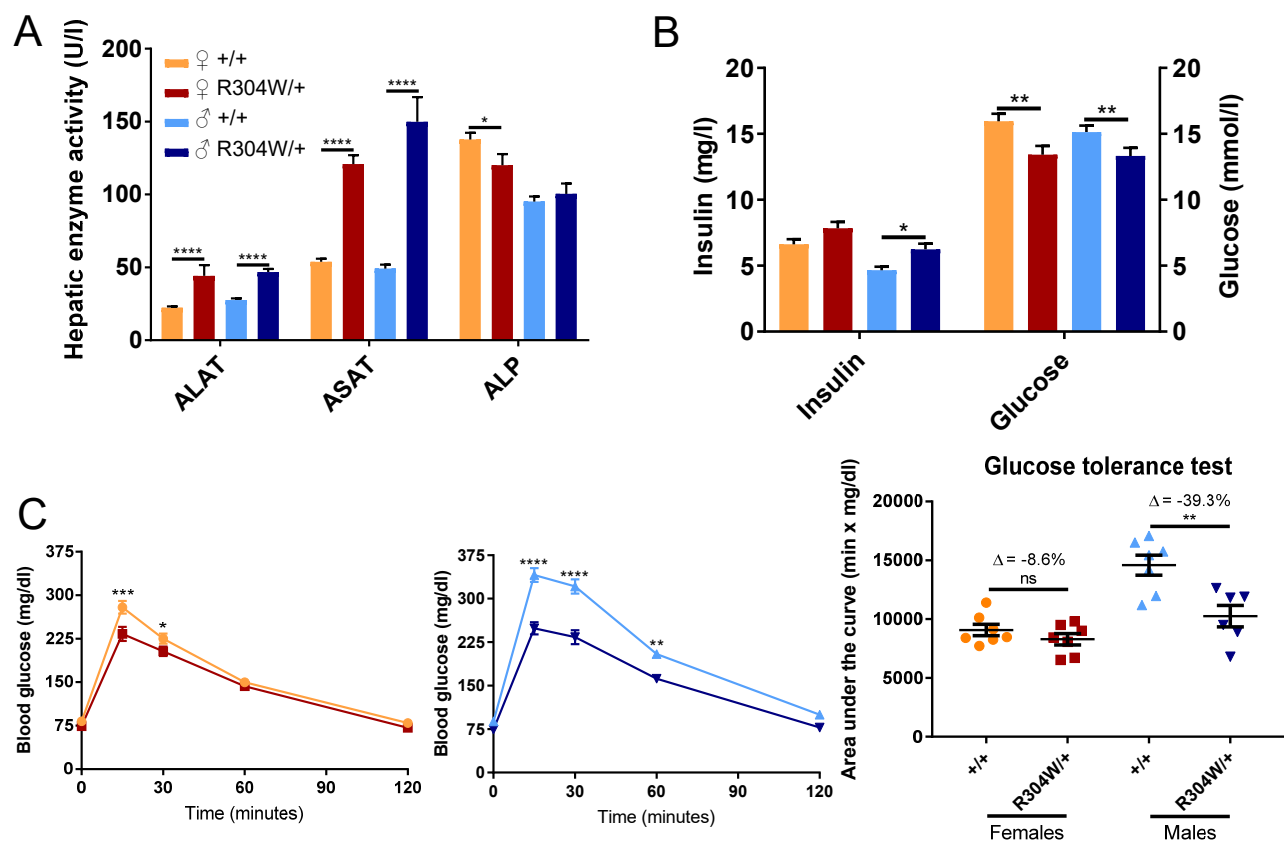 A
Hepatic enzyme activity (U/l)
200
150
100
50
0
♀ +/+
♀ R304W/+
♂ +/+
♂ R304W/+
****
****
****
****
*
ALAT
ASAT
ALP
B
Insulin (mg/l)
20
15
10
5
0
*
**
**
20
15
10
5
0
Glucose (mmol/l)
Insulin
Glucose
C
Blood glucose (mg/dl)
375
300
225
150
75
0
***
*
0
30
60
90
120
Time (minutes)
Blood glucose (mg/dl)
375
300
225
150
75
0
****
****
**
0
30
60
90
120
Time (minutes)
Glucose tolerance test
Area under the curve (min x mg/dl)
20000
15000
10000
5000
0
Δ = -8.6%
ns
Δ = -39.3%
**
+/+
R304W/+
+/+
R304W/+
Females
Males